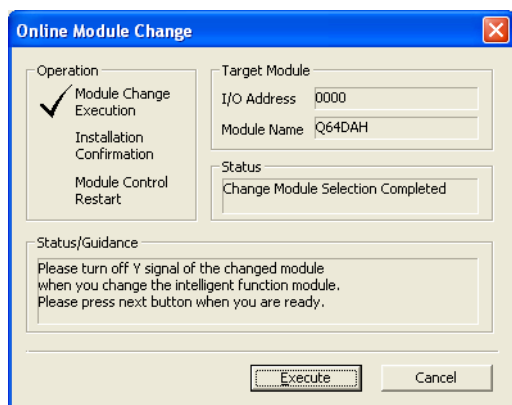 Online Module Change
Operation
Module Change
Execution
Installation
Confirmation
Module Control
Restart
Target Module
I/O Address 0000
Module Name Q64DAH
Status
Change Module Selection Completed
Status/Guidance
Please turn off Y signal of the changed module
when you change the intelligent function module.
Please press next button when you are ready.
Execute Cancel